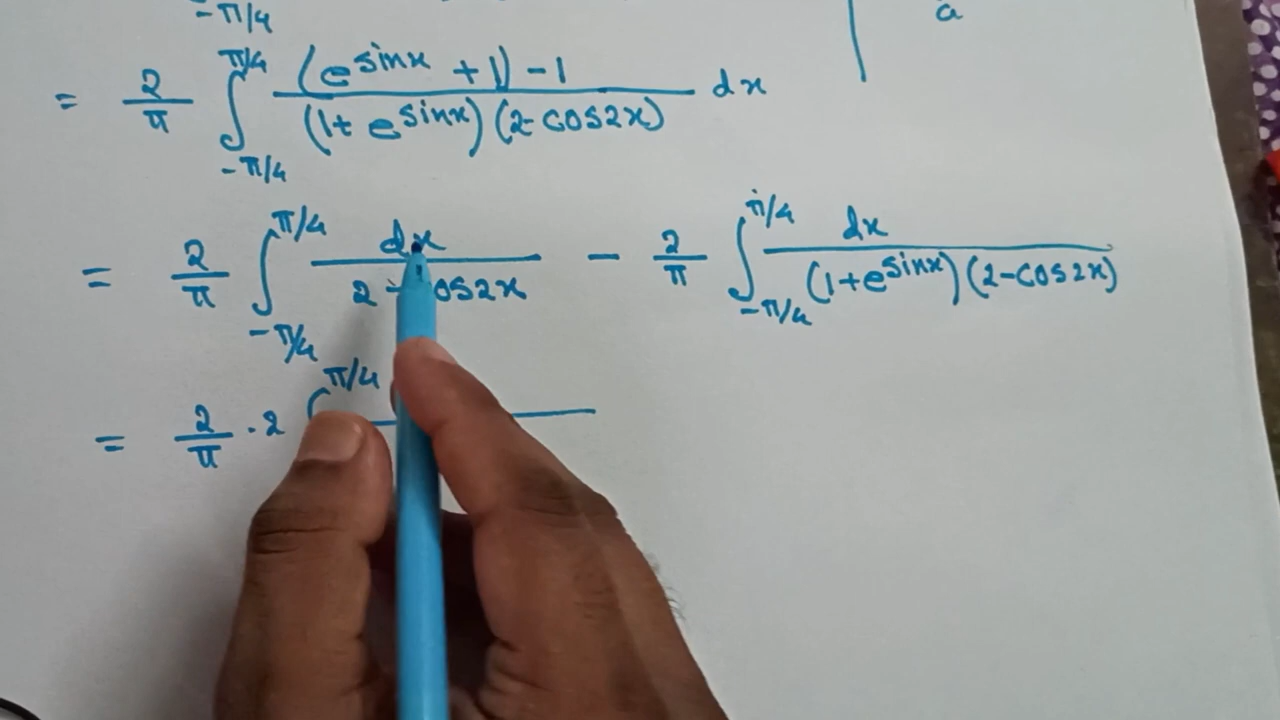 -π/4 a
= 2/π ∫_{-π/4}^{π/4} (e^{sinx} + 1) - 1 / (1+ e^{sinx}) (2-cos2x) dx
= 2/π ∫_{-π/4}^{π/4} dx / 2 - cos2x - 2/π ∫_{-π/4}^{π/4} dx / (1+e^{sinx}) (2-cos2x)
= 2/π · 2 ∫^{π/4}